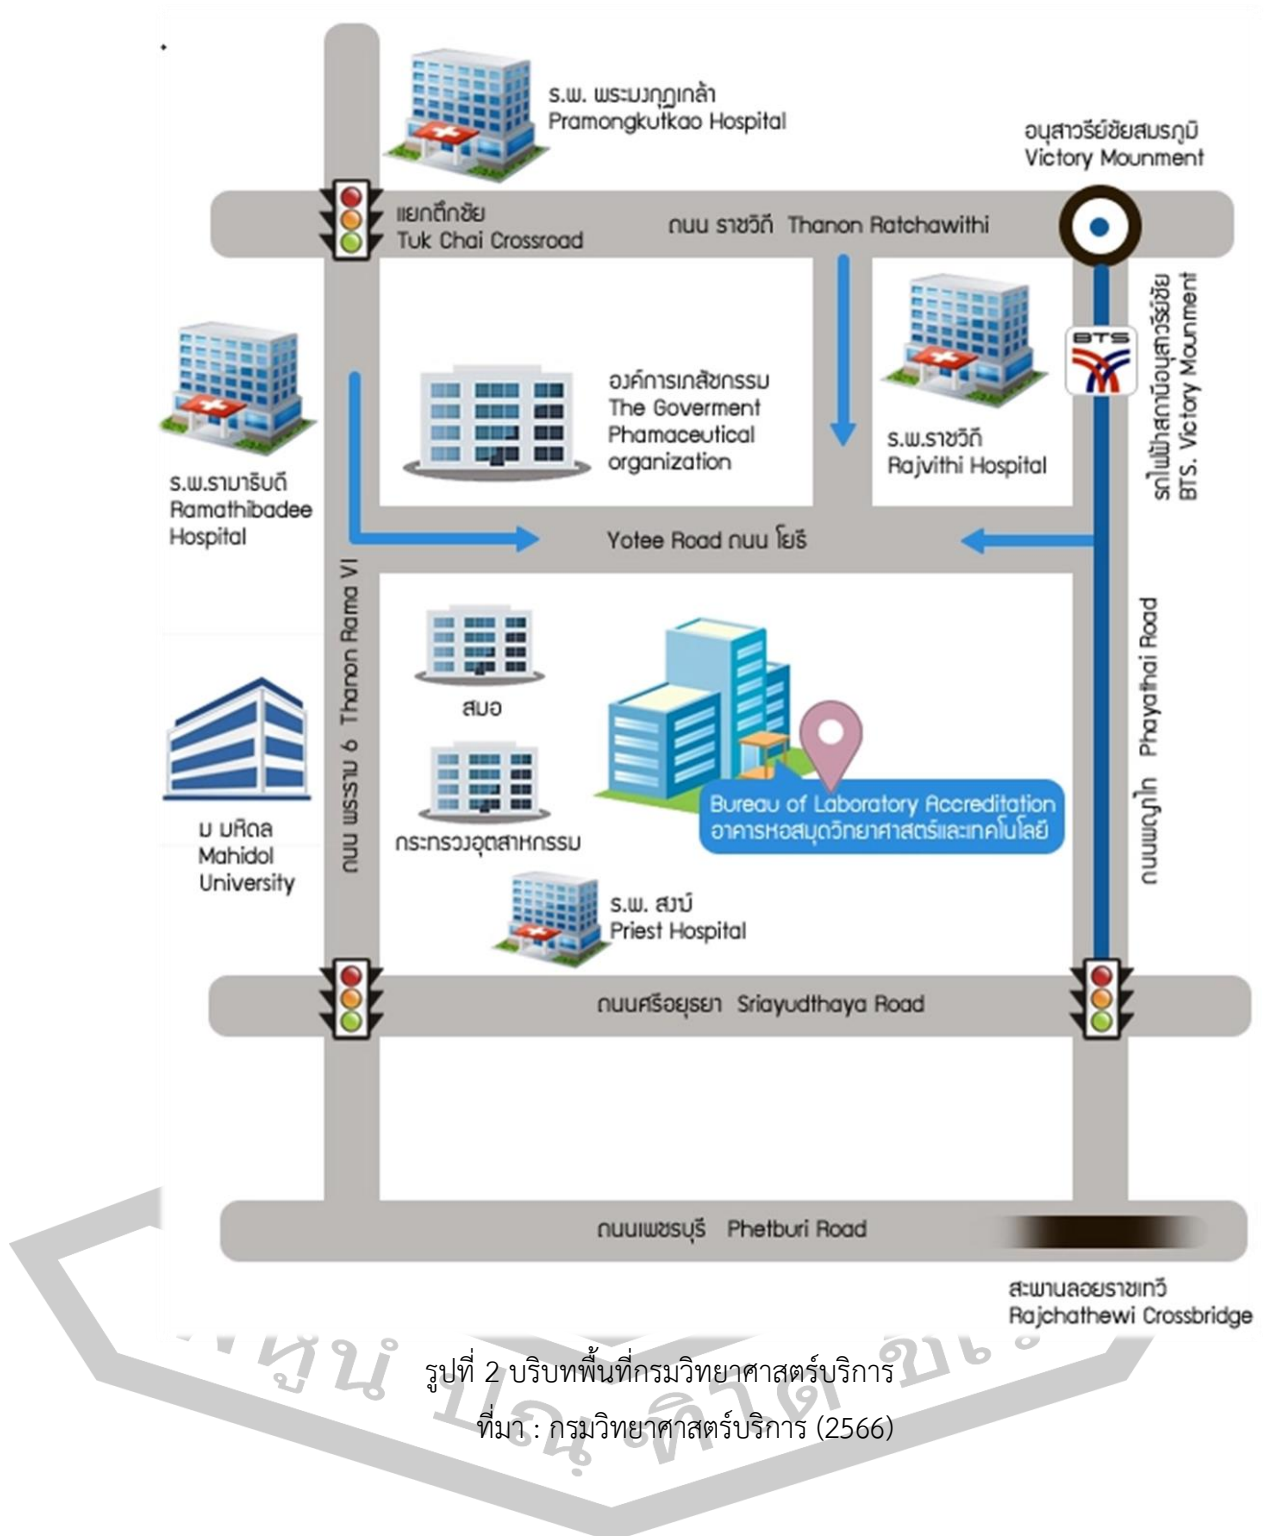 ร.พ. พระมงกุฎเกล้า
Pramongkutkao Hospital
อนุสาวรีย์ชัยสมรภูมิ
Victory Mounment
แยกตึกชัย
Tuk Chai Crossroad
ถนน ราชวิถี Thanon Ratchawithi
รถไฟฟ้าสถานีอนุสาวรีย์ชัย
BTS. Victory Mounment
BTS
องค์การเภสัชกรรม
The Goverment
Phamaceutical
organization
ร.พ.ราชวิถี
Rajvithi Hospital
ร.พ.รามาธิบดี
Ramathibadee
Hospital
Yotee Road ถนน โยธี
ถนน พระราม 6 Thanon Rama VI
ถนนพญาไท Phayathai Road
สมอ
กระทรวงอุตสาหกรรม
Bureau of Laboratory Accreditation
อาคารหอสมุดวิทยาศาสตร์และเทคโนโลยี
ม มหิดล
Mahidol
University
ร.พ. สงฆ์
Priest Hospital
ถนนศรีอยุธยา Sriayudthaya Road
ถนนเพชรบุรี Phetburi Road
สะพานลอยราชเทวี
Rajchathewi Crossbridge
รูปที่ 2 บริบทพื้นที่กรมวิทยาศาสตร์บริการ
ที่มา : กรมวิทยาศาสตร์บริการ (2566)